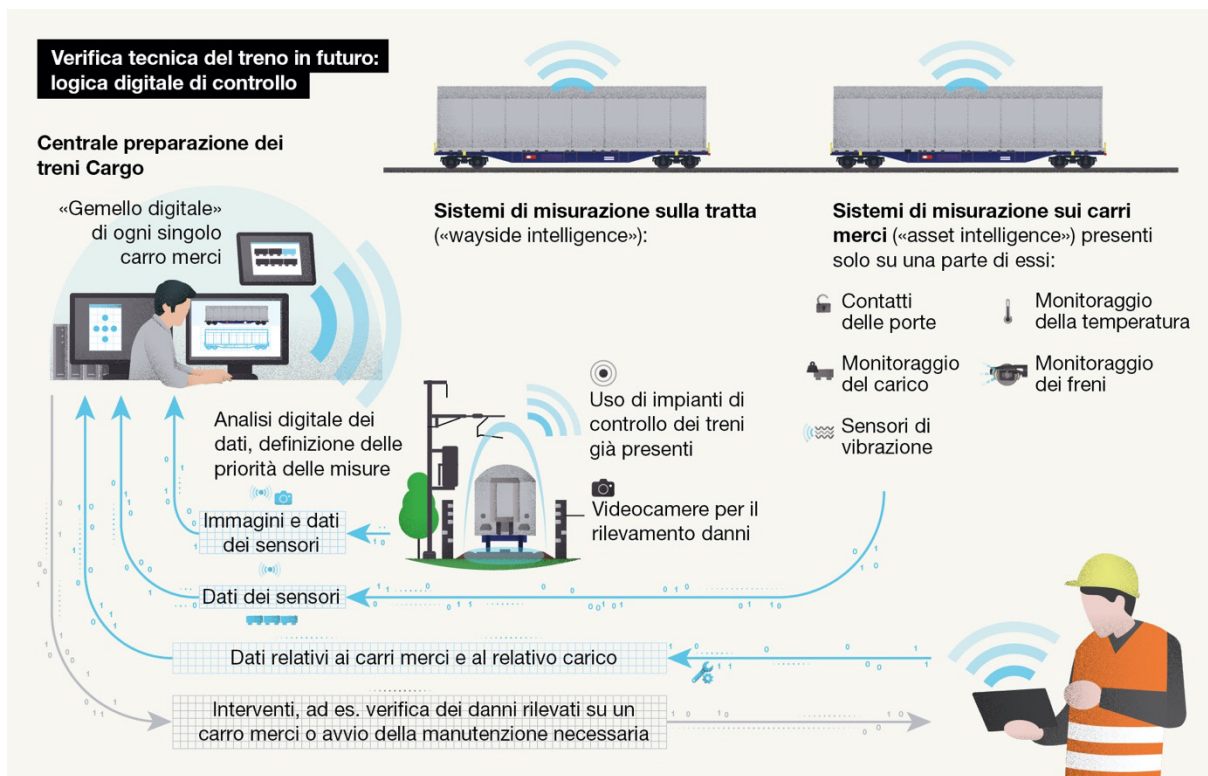 Verifica tecnica del treno in futuro:
logica digitale di controllo
Centrale preparazione dei
treni Cargo
«Gemello digitale»
di ogni singolo
carro merci
Analisi digitale dei
dati, definizione delle
priorità delle misure
Sistemi di misurazione sulla tratta
(«wayside intelligence»):
Uso di impianti di
controllo dei treni
già presenti
Videocamere per il
rilevamento danni
Sistemi di misurazione sui carri
merci («asset intelligence») presenti
solo su una parte di essi:
Contatti
delle porte
Monitoraggio
della temperatura
Monitoraggio
del carico
Monitoraggio
dei freni
Sensori di
vibrazione
Immagini e dati
dei sensori
Dati dei sensori
Dati relativi ai carri merci e al relativo carico
Interventi, ad es. verifica dei danni rilevati su un
carro merci o avvio della manutenzione necessaria